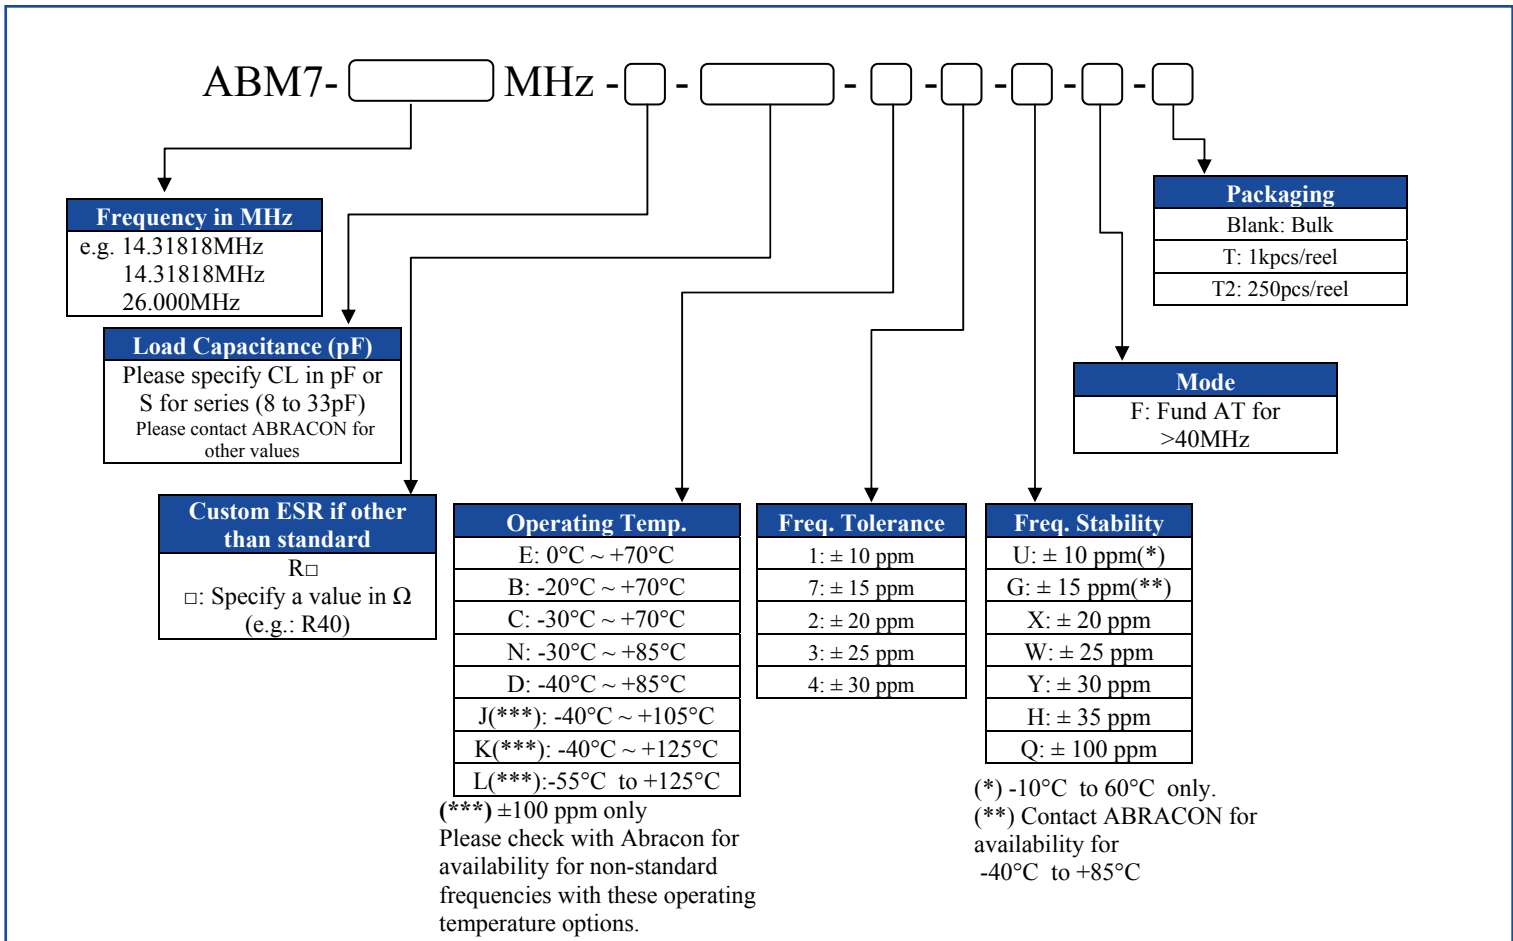 ABM7- MHz - - - - - - -
Packaging
Blank: Bulk
T: 1kpcs/reel
T2: 250pcs/reel
Frequency in MHz
e.g. 14.31818MHz
14.31818MHz
26.000MHz
Load Capacitance (pF)
Please specify CL in pF or
S for series (8 to 33pF)
Please contact ABRACON for
other values
Mode
F: Fund AT for
>40MHz
Custom ESR if other
than standard
R□
□: Specify a value in Ω
(e.g.: R40)
Operating Temp.
E: 0°C ~ +70°C
B: -20°C ~ +70°C
C: -30°C ~ +70°C
N: -30°C ~ +85°C
D: -40°C ~ +85°C
J(***): -40°C ~ +105°C
K(***): -40°C ~ +125°C
L(***):-55°C to +125°C
(***) ±100 ppm only
Please check with Abracon for
availability for non-standard
frequencies with these operating
temperature options.
Freq. Tolerance
1: ± 10 ppm
7: ± 15 ppm
2: ± 20 ppm
3: ± 25 ppm
4: ± 30 ppm
Freq. Stability
U: ± 10 ppm(*)
G: ± 15 ppm(**)
X: ± 20 ppm
W: ± 25 ppm
Y: ± 30 ppm
H: ± 35 ppm
Q: ± 100 ppm
(*) -10°C to 60°C only.
(**) Contact ABRACON for
availability for
-40°C to +85°C